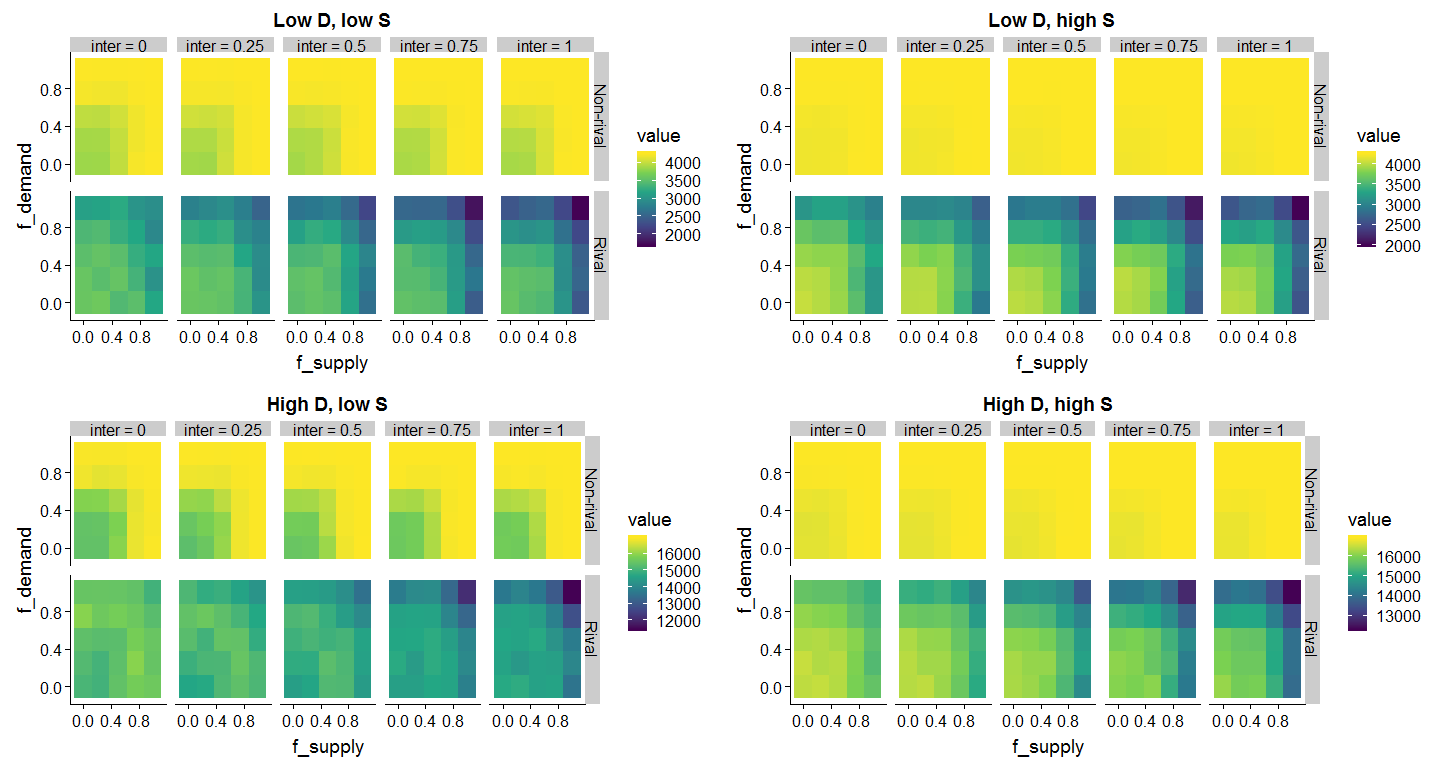 Low D, low S
inter = 0 inter = 0.25 inter = 0.5 inter = 0.75 inter = 1
Non-rival
Rival
f_demand
0.8
0.4
0.0
0.8
0.4
0.0
0.0 0.4 0.8 0.0 0.4 0.8 0.0 0.4 0.8 0.0 0.4 0.8 0.0 0.4 0.8
f_supply
value
4000
3500
3000
2500
2000
Low D, high S
inter = 0 inter = 0.25 inter = 0.5 inter = 0.75 inter = 1
Non-rival
Rival
f_demand
0.8
0.4
0.0
0.8
0.4
0.0
0.0 0.4 0.8 0.0 0.4 0.8 0.0 0.4 0.8 0.0 0.4 0.8 0.0 0.4 0.8
f_supply
value
4000
3500
3000
2500
2000
High D, low S
inter = 0 inter = 0.25 inter = 0.5 inter = 0.75 inter = 1
Non-rival
Rival
f_demand
0.8
0.4
0.0
0.8
0.4
0.0
0.0 0.4 0.8 0.0 0.4 0.8 0.0 0.4 0.8 0.0 0.4 0.8 0.0 0.4 0.8
f_supply
value
16000
15000
14000
13000
12000
High D, high S
inter = 0 inter = 0.25 inter = 0.5 inter = 0.75 inter = 1
Non-rival
Rival
f_demand
0.8
0.4
0.0
0.8
0.4
0.0
0.0 0.4 0.8 0.0 0.4 0.8 0.0 0.4 0.8 0.0 0.4 0.8 0.0 0.4 0.8
f_supply
value
16000
15000
14000
13000